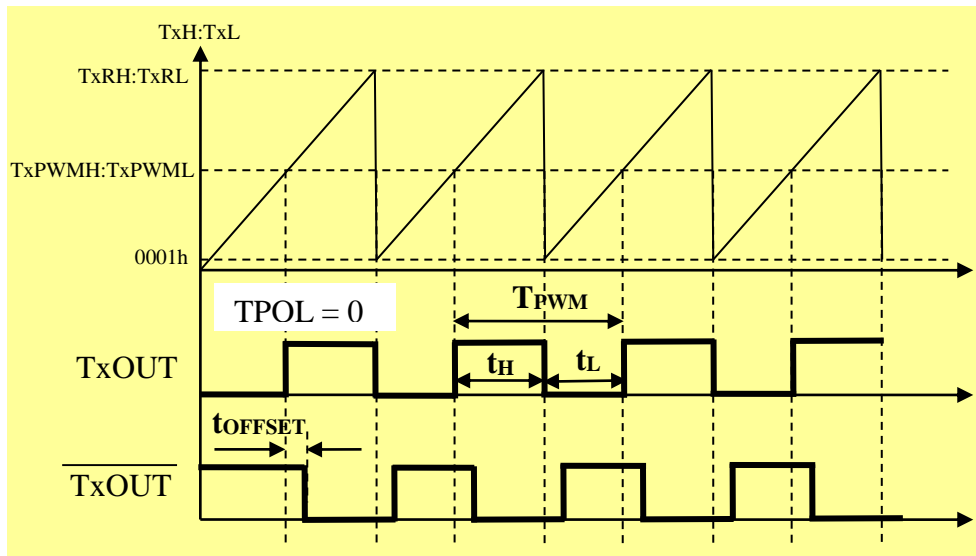 TxH:TxL
TxRH:TxRL
TxPWMH:TxPWML
0001h
TPOL = 0
TPWM
TxOUT
tH
tL
tOFFSET
TxOUT